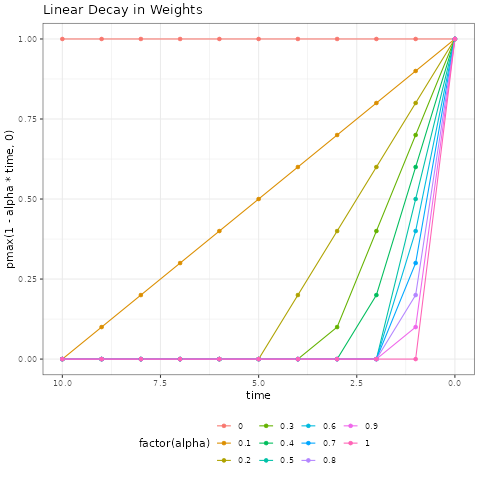 Linear Decay in Weights
pmax(1 - alpha * time, 0)
1.00
0.75
0.50
0.25
0.00
10.0 7.5 5.0 2.5 0.0
time
factor(alpha)
0 0.3 0.6 0.9
0.1 0.4 0.7 1
0.2 0.5 0.8